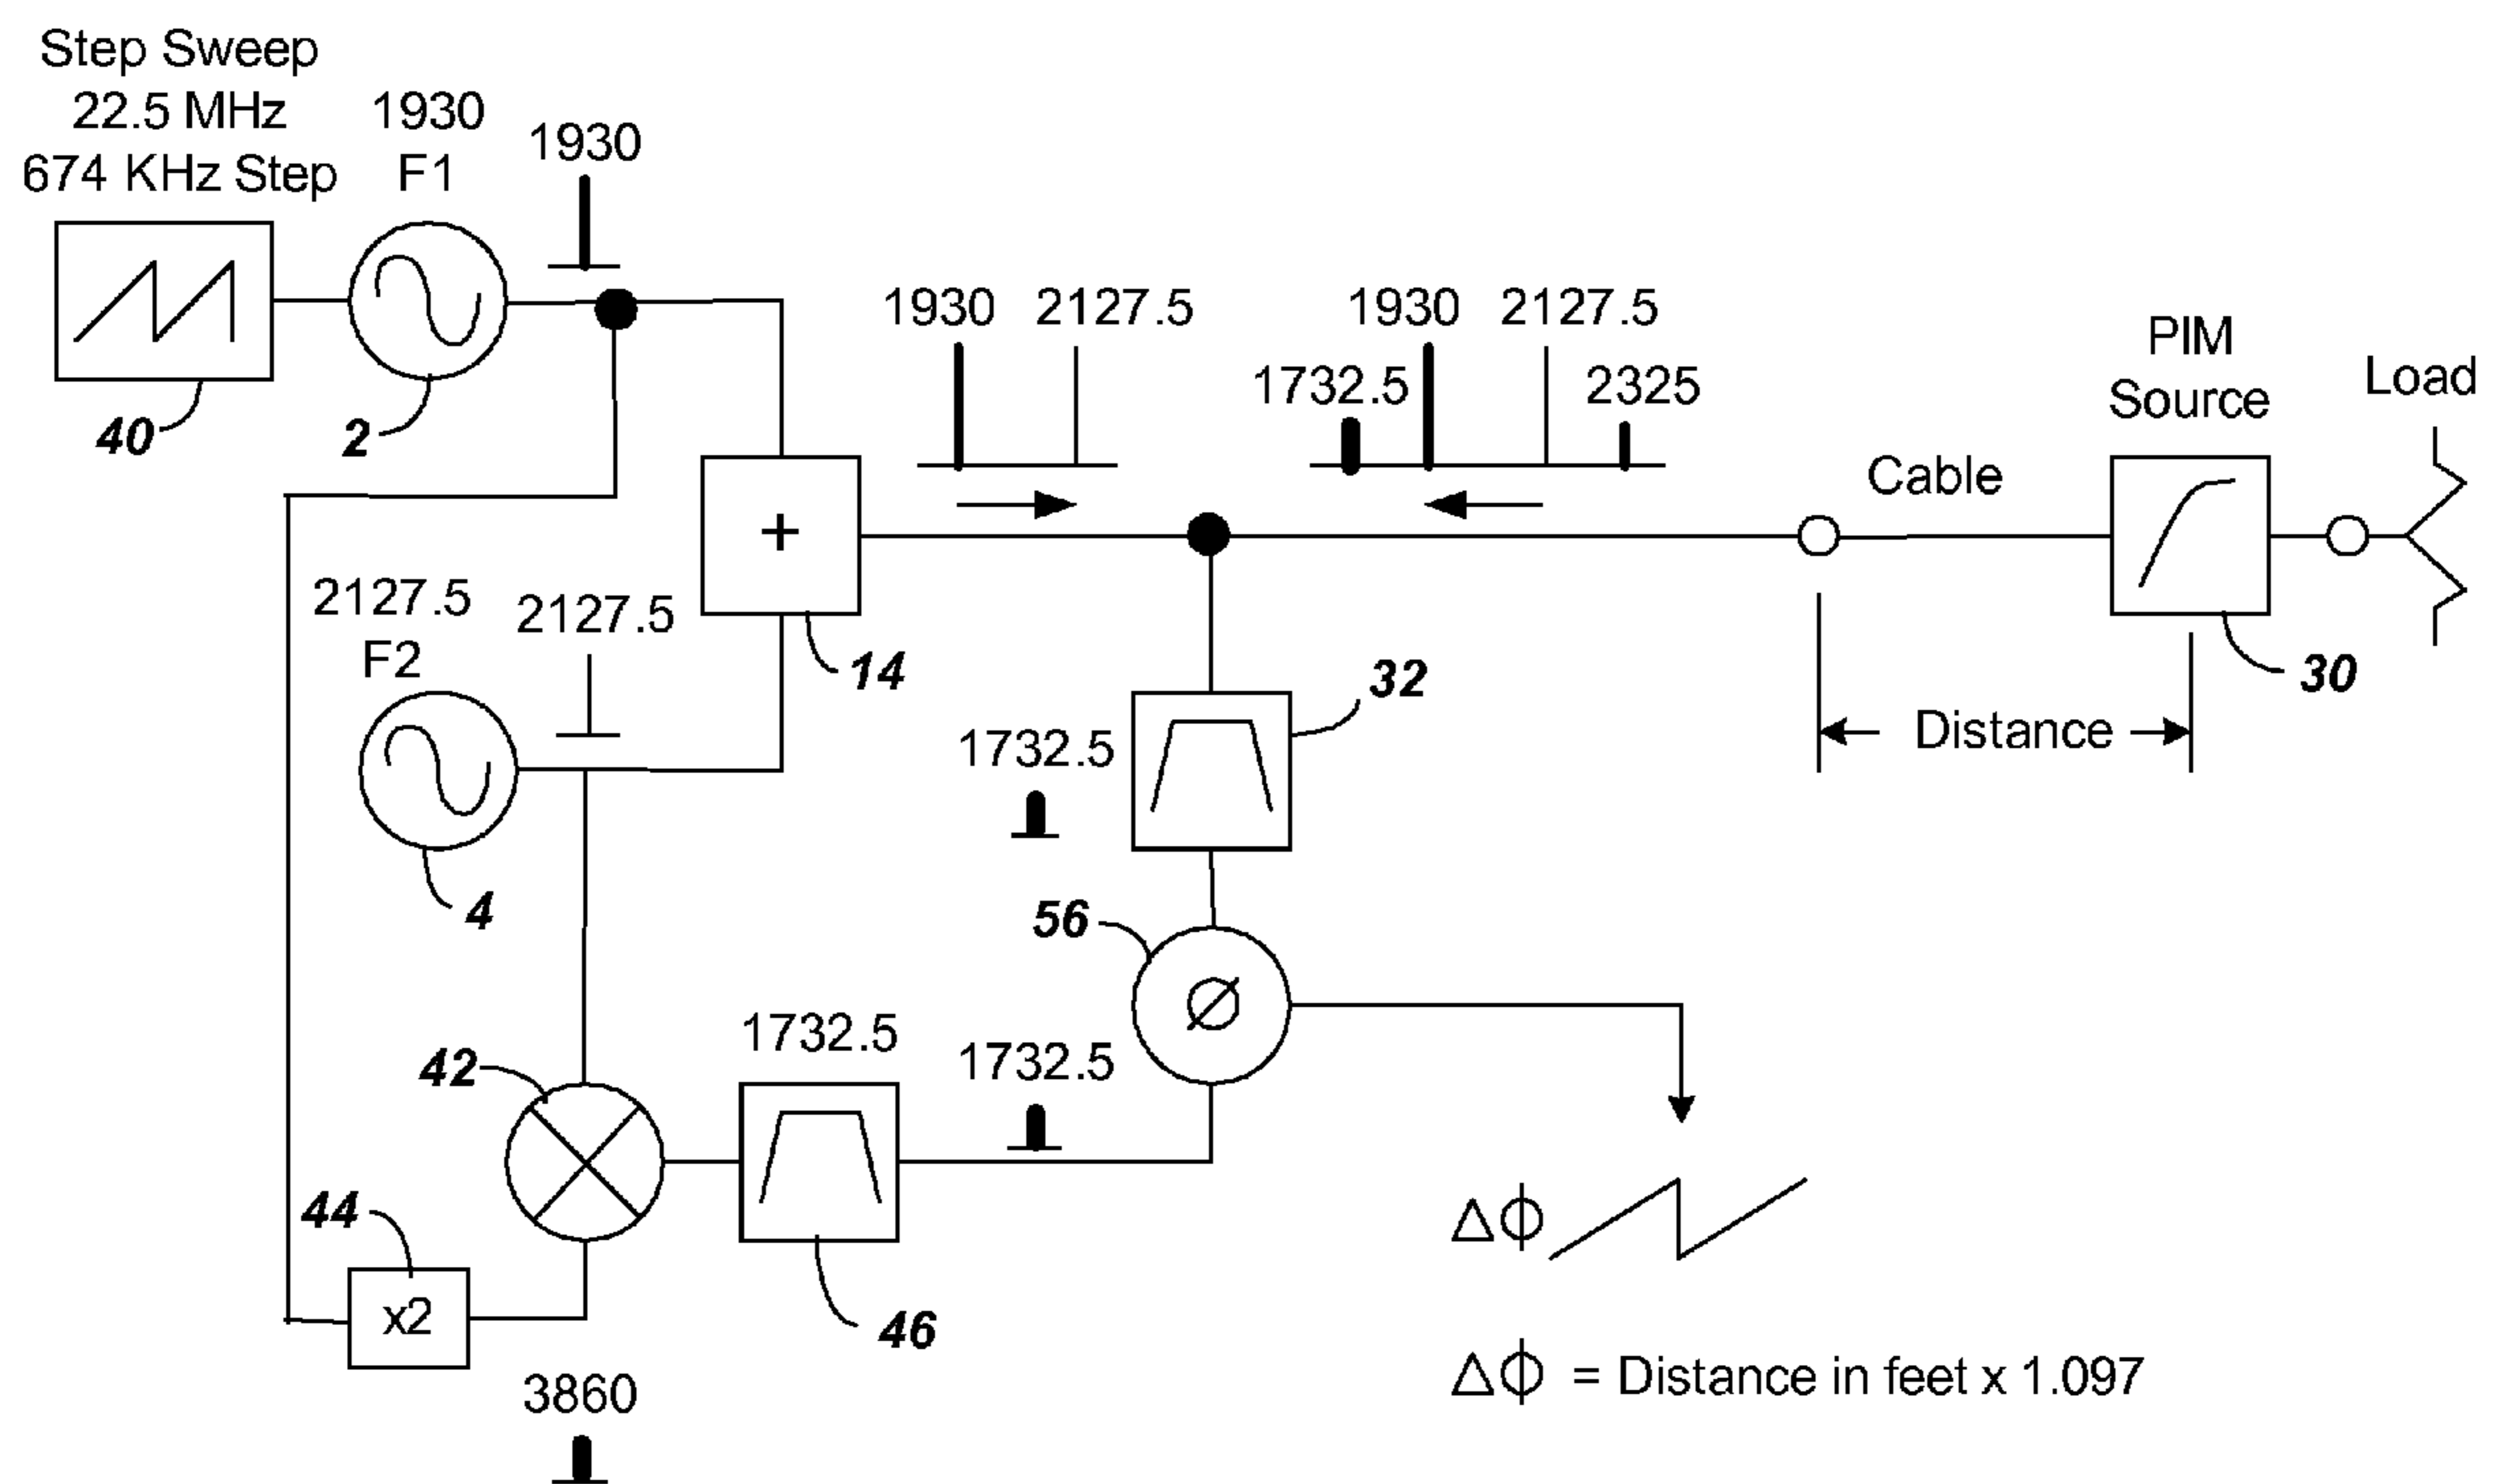 Step Sweep
22.5 MHz
674 KHz Step
1930
F1
1930
40
2
1930
2127.5
1732.5
1930
2127.5
2325
PIM
Source
Load
Cable
+
14
2127.5
F2
2127.5
4
32
30
Distance
1732.5
56
Ø
42
1732.5
1732.5
44
x2
46
3860
ΔΦ
ΔΦ = Distance in feet x 1.097